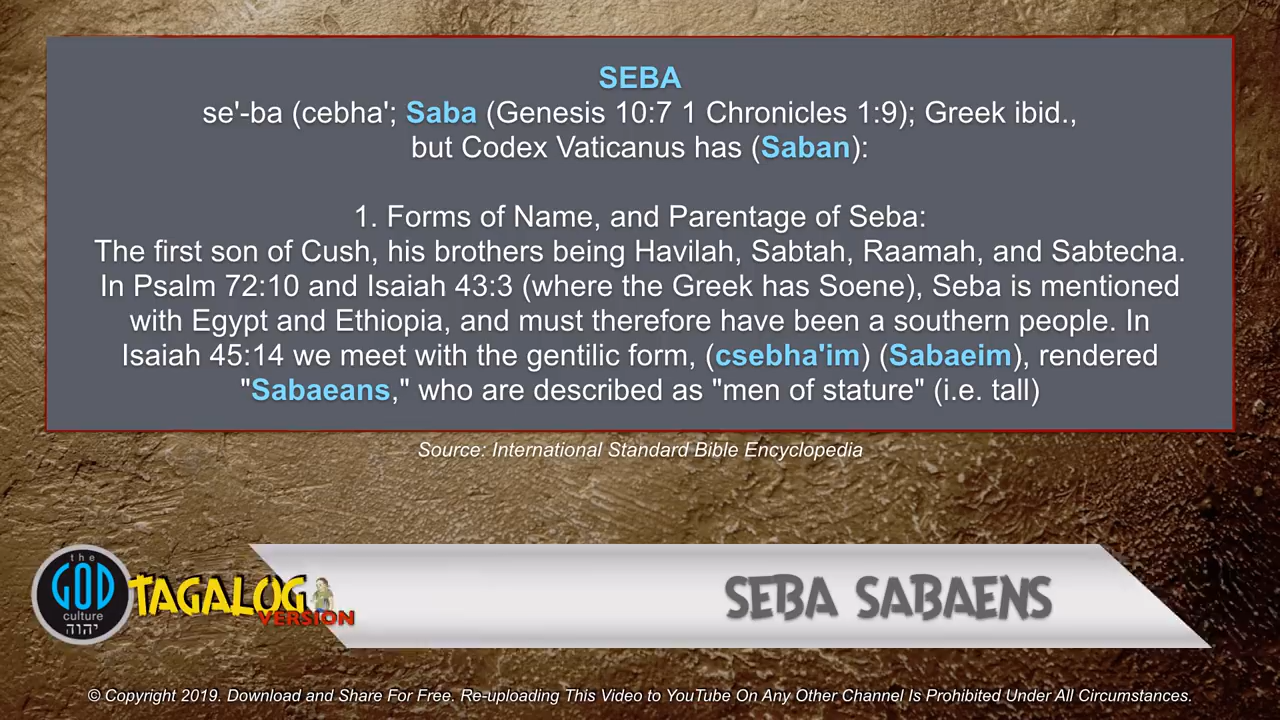 SEBA
se'-ba (cebha'; Saba (Genesis 10:7 1 Chronicles 1:9); Greek ibid.,
but Codex Vaticanus has (Saban):
1. Forms of Name, and Parentage of Seba:
The first son of Cush, his brothers being Havilah, Sabtah, Raamah, and Sabtecha.
In Psalm 72:10 and Isaiah 43:3 (where the Greek has Soene), Seba is mentioned
with Egypt and Ethiopia, and must therefore have been a southern people. In
Isaiah 45:14 we meet with the gentilic form, (csebha'im) (Sabaeim), rendered
"Sabaeans," who are described as "men of stature" (i.e. tall)
Source: International Standard Bible Encyclopedia
the
GOD
culture
יהוה
TAGALOG
VERSION
SEBA SABAENS
© Copyright 2019. Download and Share For Free. Re-uploading This Video to YouTube On Any Other Channel Is Prohibited Under All Circumstances.